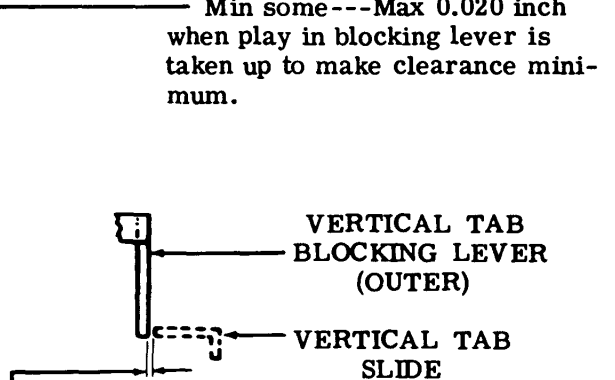 Min some---Max 0.020 inch
when play in blocking lever is
taken up to make clearance mini-
mum.
VERTICAL TAB
BLOCKING LEVER
(OUTER)
VERTICAL TAB
SLIDE